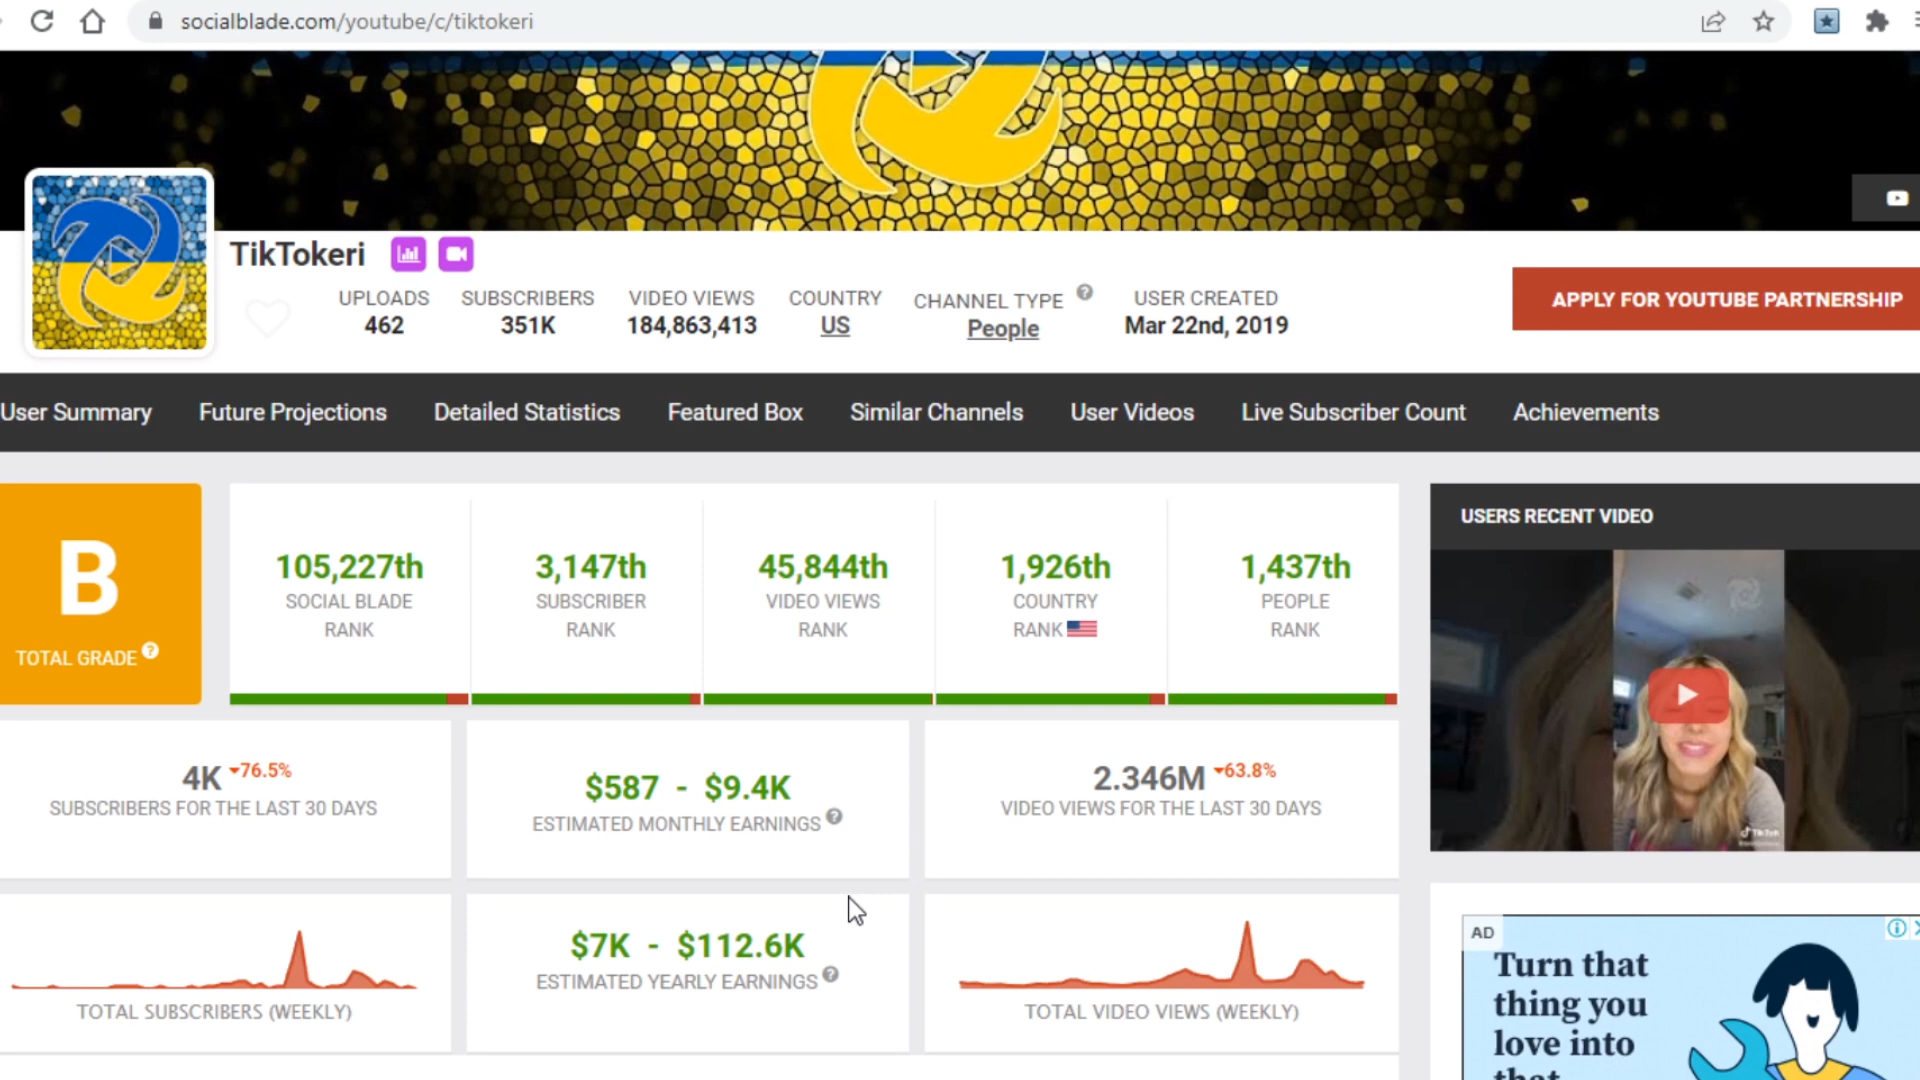 socialblade.com/youtube/c/tiktokeri
TikTokeri
UPLOADS
462
SUBSCRIBERS
351K
VIDEO VIEWS
184,863,413
COUNTRY
US
CHANNEL TYPE ?
People
USER CREATED
Mar 22nd, 2019
APPLY FOR YOUTUBE PARTNERSHIP
User Summary
Future Projections
Detailed Statistics
Featured Box
Similar Channels
User Videos
Live Subscriber Count
Achievements
B
TOTAL GRADE ?
105,227th
SOCIAL BLADE
RANK
3,147th
SUBSCRIBER
RANK
45,844th
VIDEO VIEWS
RANK
1,926th
COUNTRY
RANK
1,437th
PEOPLE
RANK
USERS RECENT VIDEO
TikTok
4K 76.5%
SUBSCRIBERS FOR THE LAST 30 DAYS
$587 - $9.4K
ESTIMATED MONTHLY EARNINGS ?
2.346M 63.8%
VIDEO VIEWS FOR THE LAST 30 DAYS
TOTAL SUBSCRIBERS (WEEKLY)
$7K - $112.6K
ESTIMATED YEARLY EARNINGS ?
TOTAL VIDEO VIEWS (WEEKLY)
AD
Turn that
thing you
love into
that